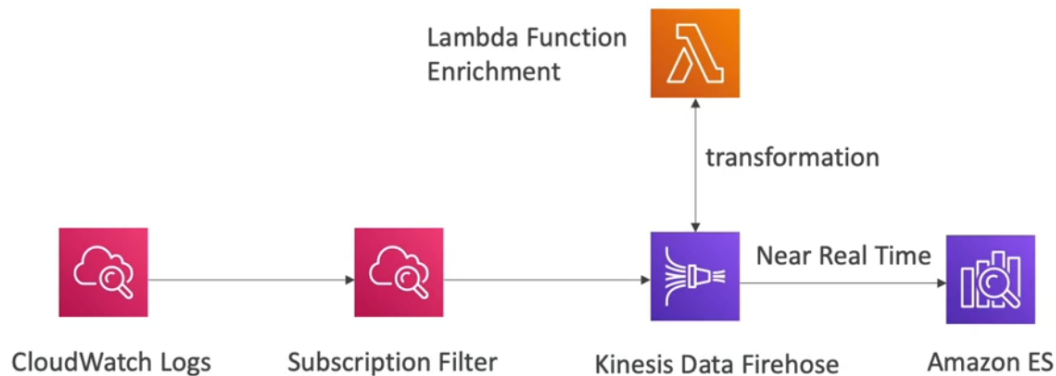 Lambda Function
Enrichment
transformation
Near Real Time
CloudWatch Logs
Subscription Filter
Kinesis Data Firehose
Amazon ES